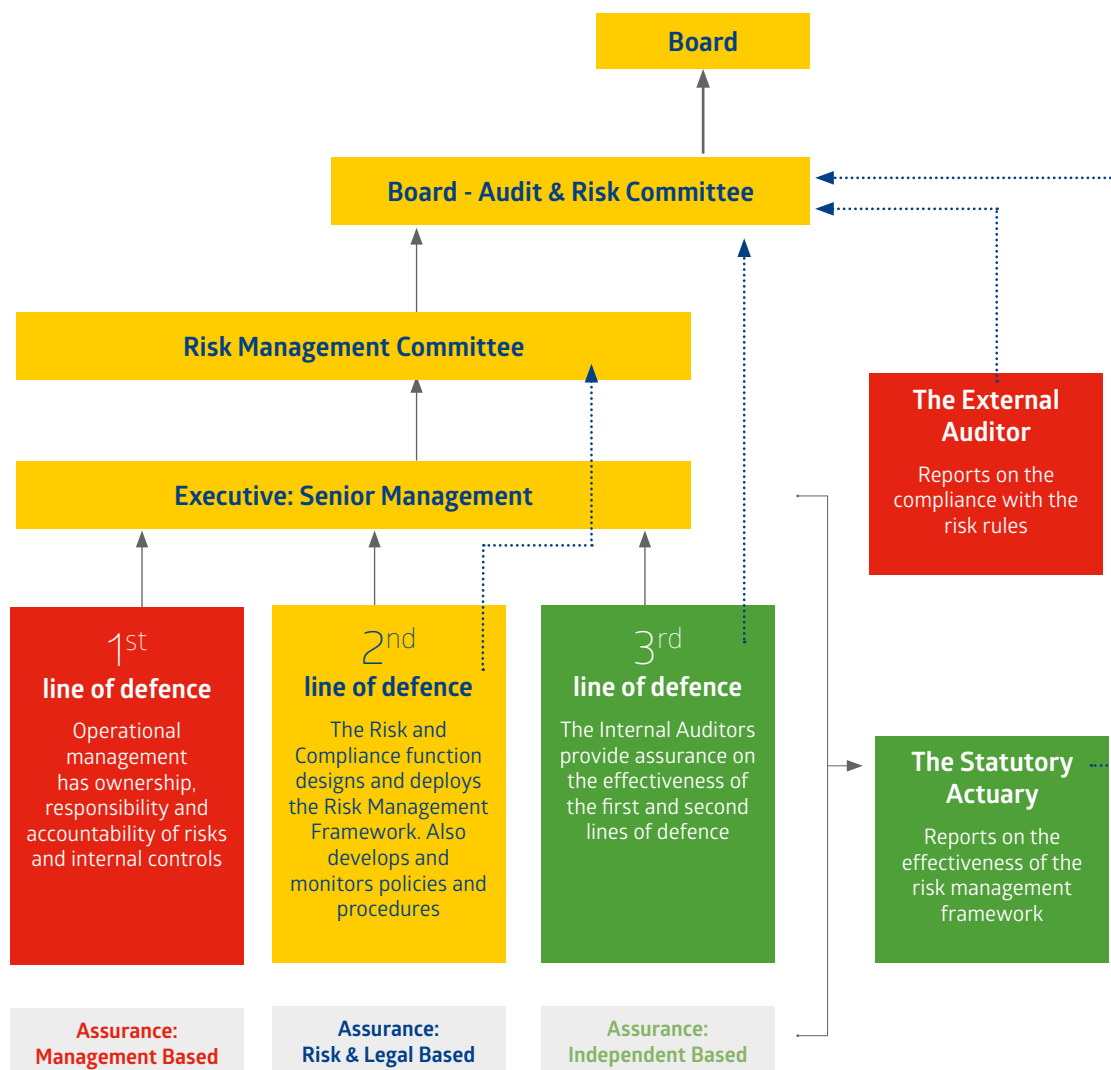 Board
Board - Audit & Risk Committee
Risk Management Committee
Executive: Senior Management
The External
Auditor
Reports on the
compliance with the
risk rules
1st
line of defence
Operational
management
has ownership,
responsibility and
accountability of risks
and internal controls
2nd
line of defence
The Risk and
Compliance function
designs and deploys
the Risk Management
Framework. Also
develops and
monitors policies and
procedures
3rd
line of defence
The Internal Auditors
provide assurance on
the effectiveness of
the first and second
lines of defence
The Statutory
Actuary
Reports on the
effectiveness of the
risk management
framework
Assurance:
Management Based
Assurance:
Risk & Legal Based
Assurance:
Independent Based